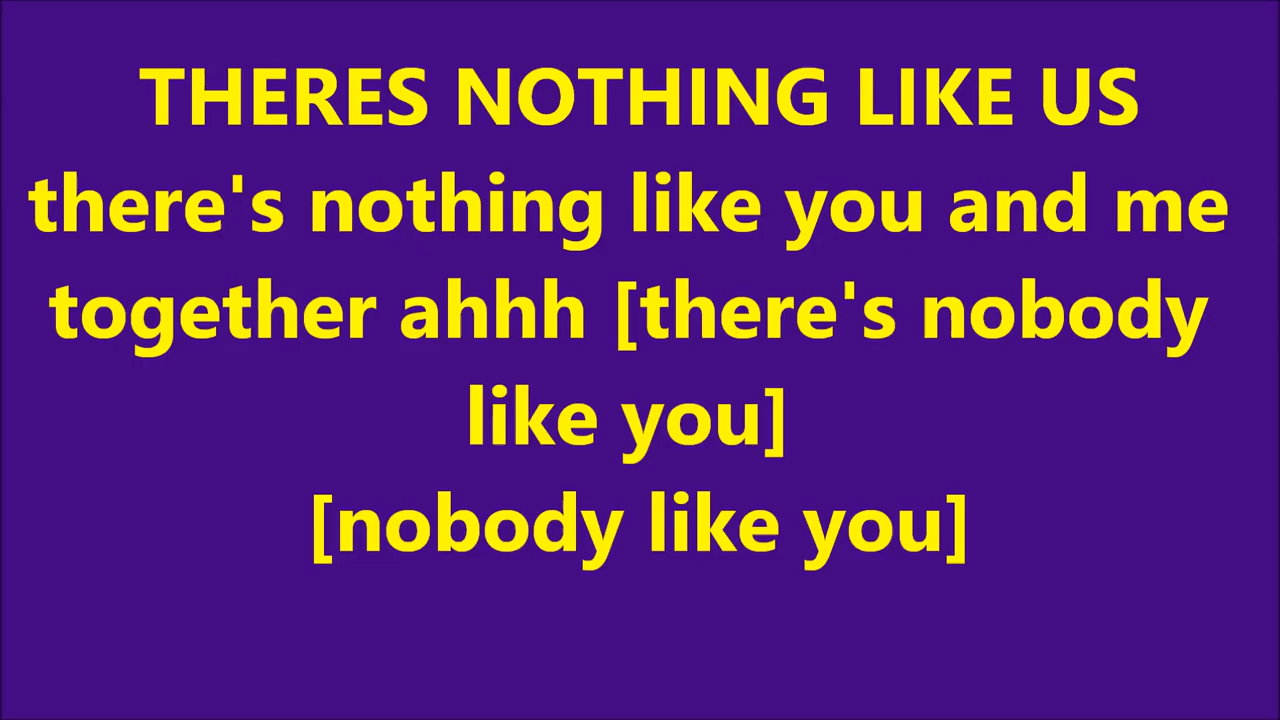 THERES NOTHING LIKE US
there's nothing like you and me
together ahhh [there's nobody
like you]
[nobody like you]